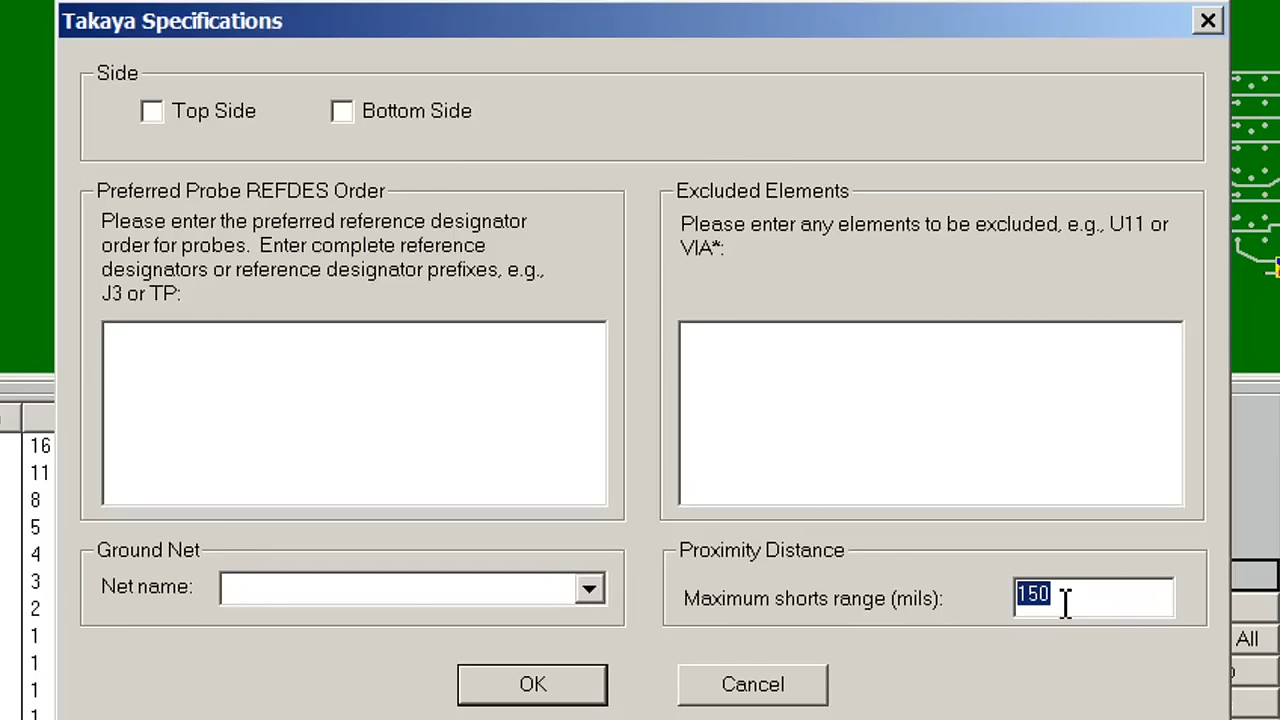 Takaya Specifications
Side
Top Side
Bottom Side
Preferred Probe REFDES Order
Please enter the preferred reference designator
order for probes. Enter complete reference
designators or reference designator prefixes, e.g.,
J3 or TP:
Excluded Elements
Please enter any elements to be excluded, e.g., U11 or
VIA*:
Ground Net
Net name:
Proximity Distance
Maximum shorts range (mils):
150
OK
Cancel
16
11
8
5
4
3
2
1
1
1
1
All